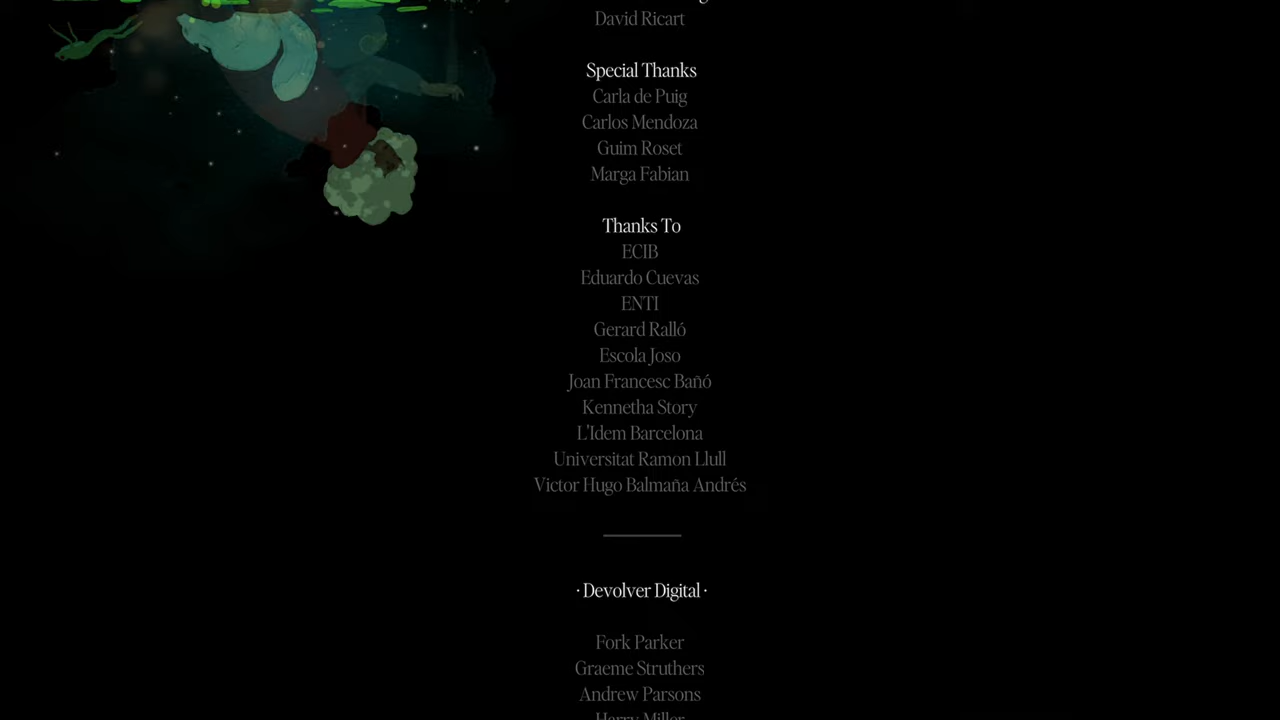 David Ricart
Special Thanks
Carla de Puig
Carlos Mendoza
Guim Roset
Marga Fabian
Thanks To
ECIB
Eduardo Cuevas
ENTI
Gerard Ralló
Escola Joso
Joan Francesc Bañó
Kennetha Story
L'Idem Barcelona
Universitat Ramon Llull
Victor Hugo Balmaña Andrés
· Devolver Digital ·
Fork Parker
Graeme Struthers
Andrew Parsons
Harry Miller